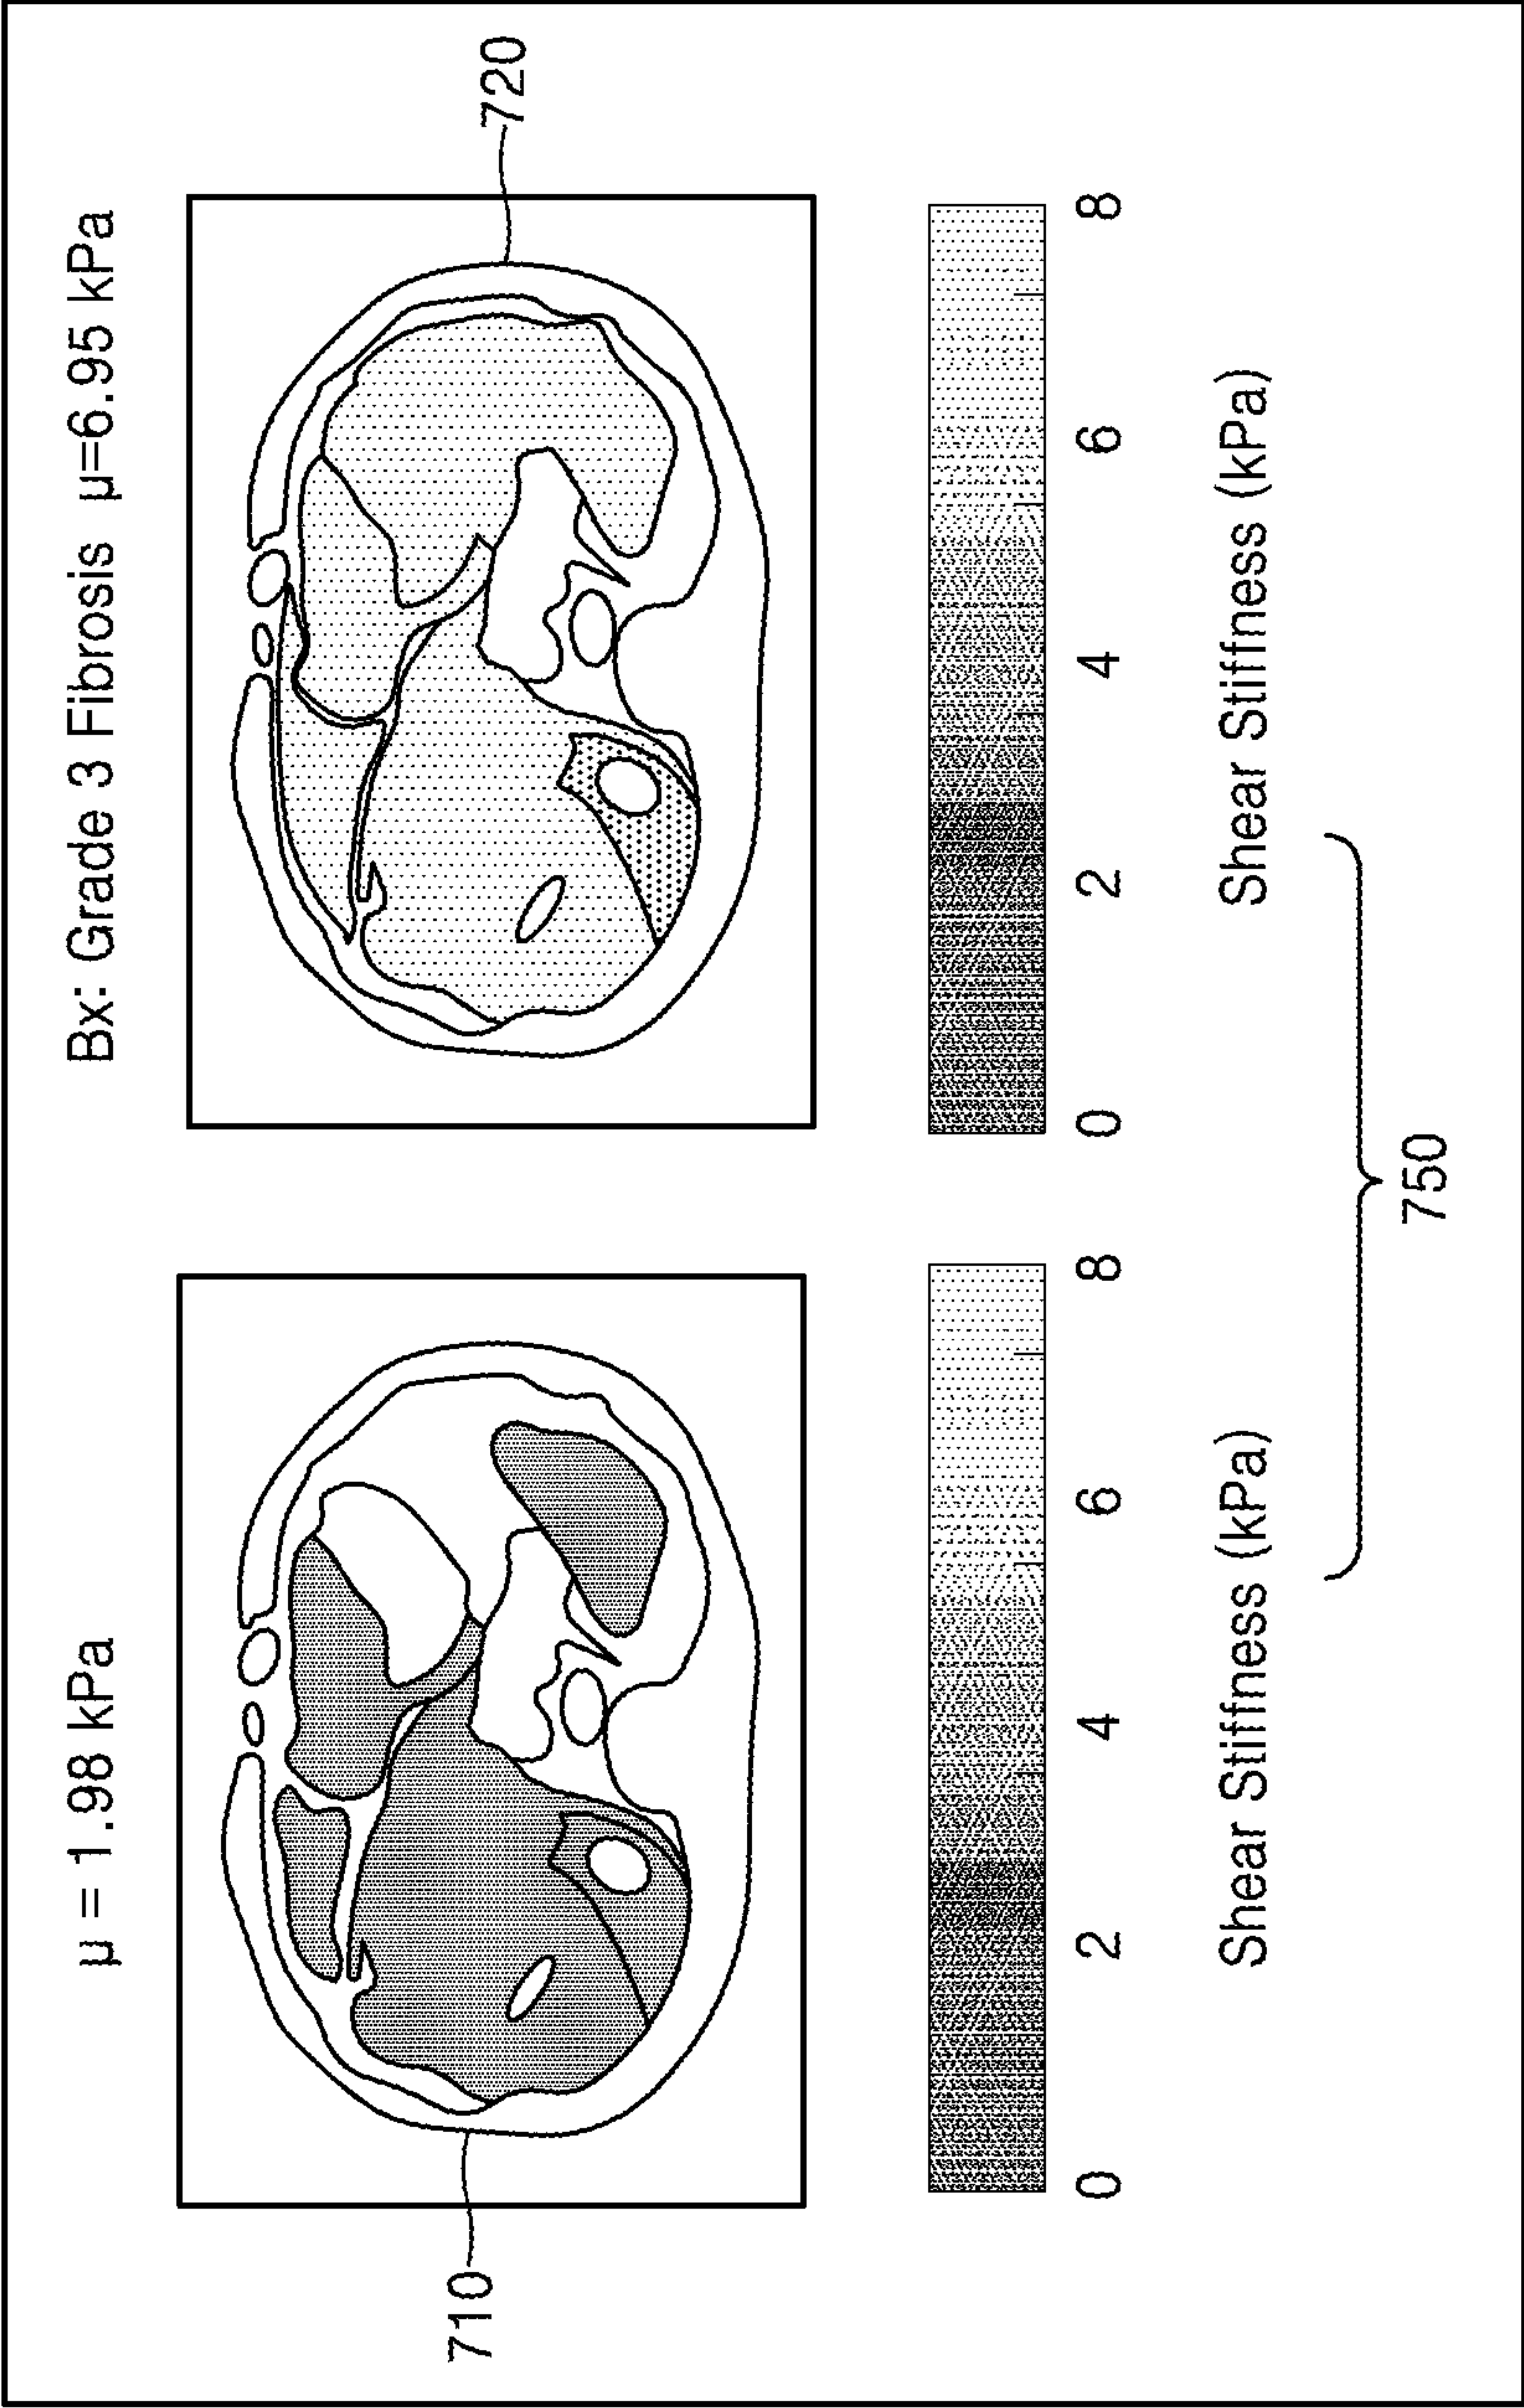 μ = 1.98 kPa
Bx: Grade 3 Fibrosis μ=6.95 kPa
710
720
0 2 4 6 8
0 2 4 6 8
Shear Stiffness (kPa)
Shear Stiffness (kPa)
750